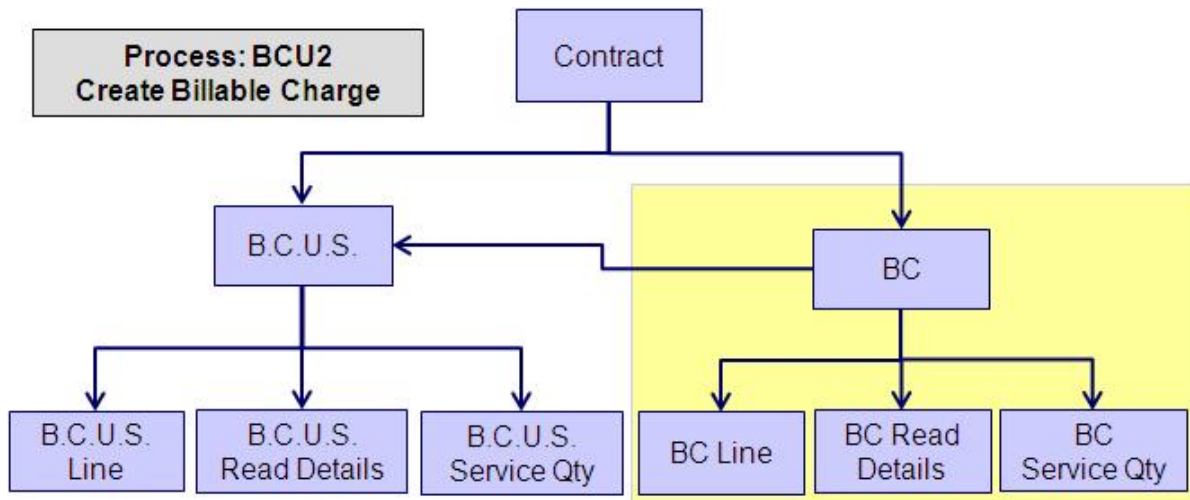 Process: BCU2
Create Billable Charge
Contract
B.C.U.S.
BC
B.C.U.S.
Line
B.C.U.S.
Read Details
B.C.U.S.
Service Qty
BC Line
BC Read
Details
BC
Service Qty